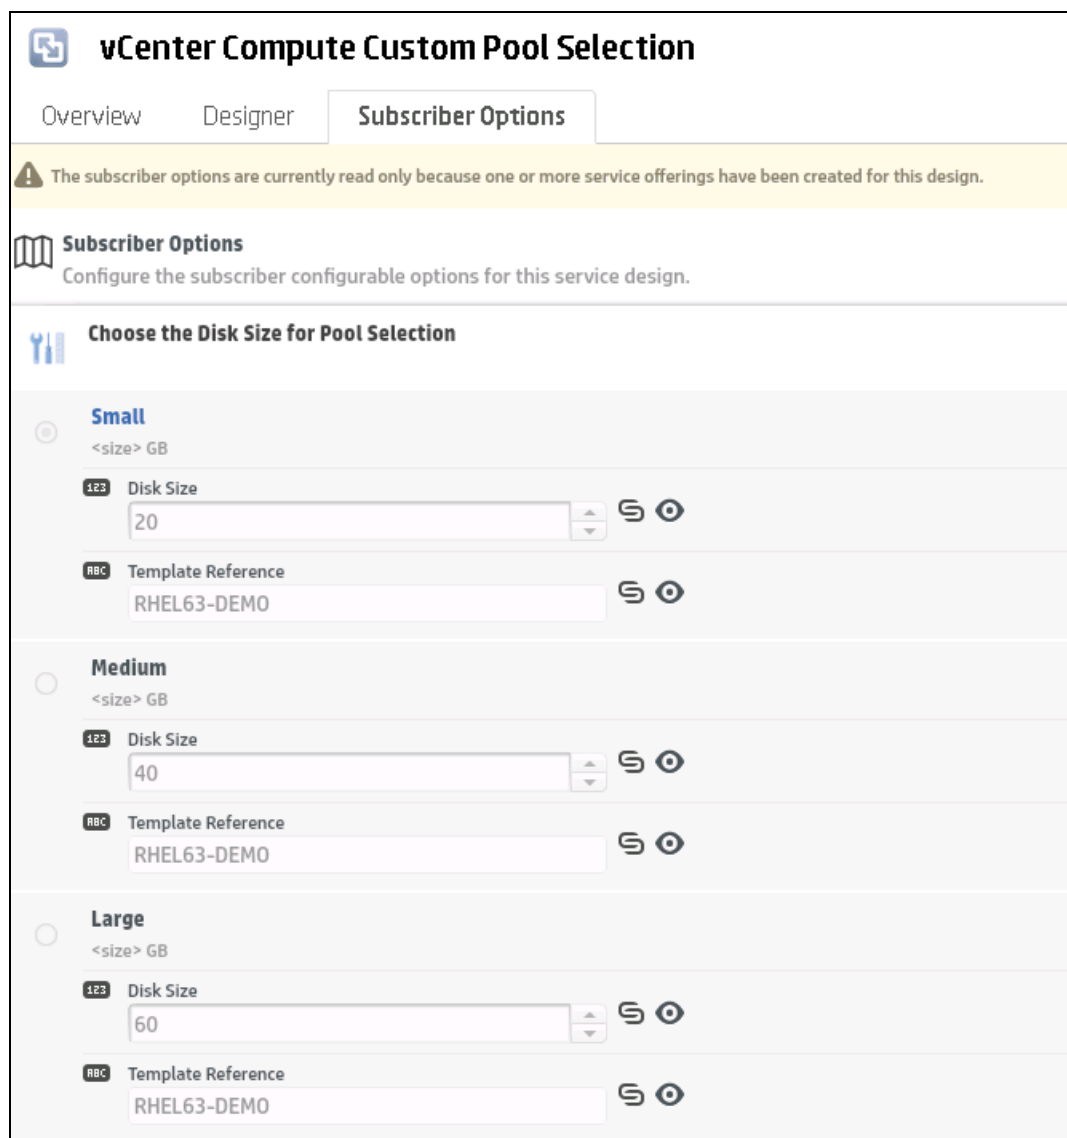 vCenter Compute Custom Pool Selection
Overview Designer Subscriber Options
The subscriber options are currently read only because one or more service offerings have been created for this design.
Subscriber Options
Configure the subscriber configurable options for this service design.
Choose the Disk Size for Pool Selection
Small
<size> GB
123 Disk Size
20
ABC Template Reference
RHEL63-DEMO
Medium
<size> GB
123 Disk Size
40
ABC Template Reference
RHEL63-DEMO
Large
<size> GB
123 Disk Size
60
ABC Template Reference
RHEL63-DEMO